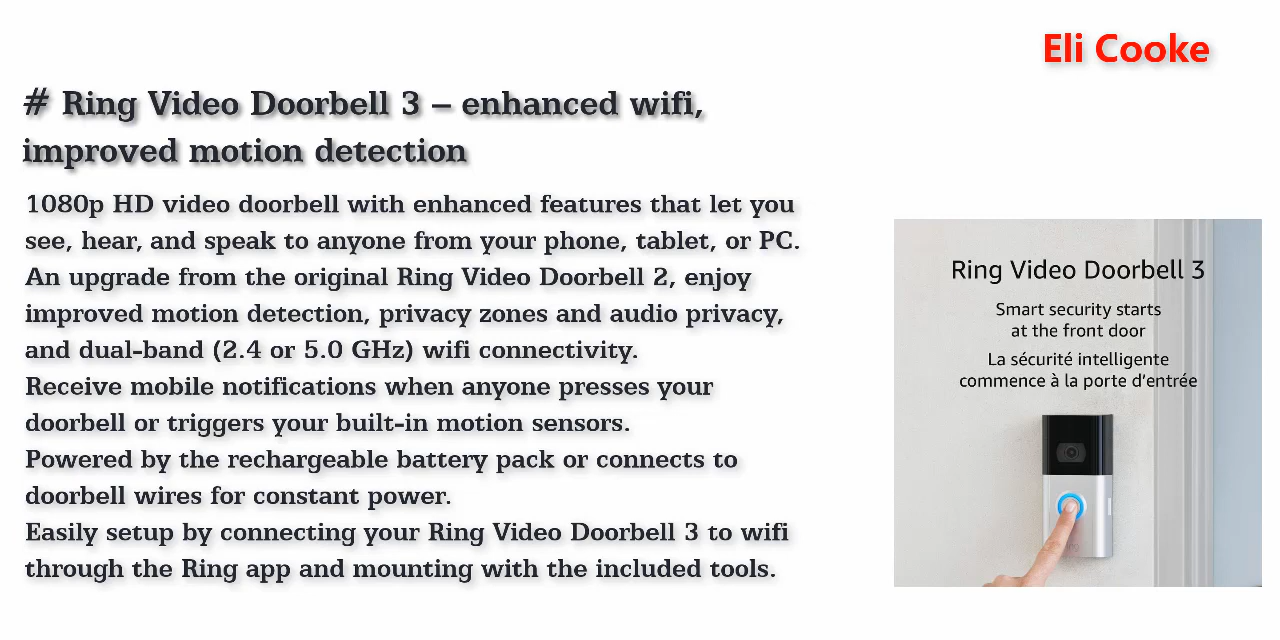 Eli Cooke
# Ring Video Doorbell 3 – enhanced wifi,
improved motion detection
1080p HD video doorbell with enhanced features that let you
see, hear, and speak to anyone from your phone, tablet, or PC.
An upgrade from the original Ring Video Doorbell 2, enjoy
improved motion detection, privacy zones and audio privacy,
and dual-band (2.4 or 5.0 GHz) wifi connectivity.
Receive mobile notifications when anyone presses your
doorbell or triggers your built-in motion sensors.
Powered by the rechargeable battery pack or connects to
doorbell wires for constant power.
Easily setup by connecting your Ring Video Doorbell 3 to wifi
through the Ring app and mounting with the included tools.
Ring Video Doorbell 3
Smart security starts
at the front door
La sécurité intelligente
commence à la porte d'entrée